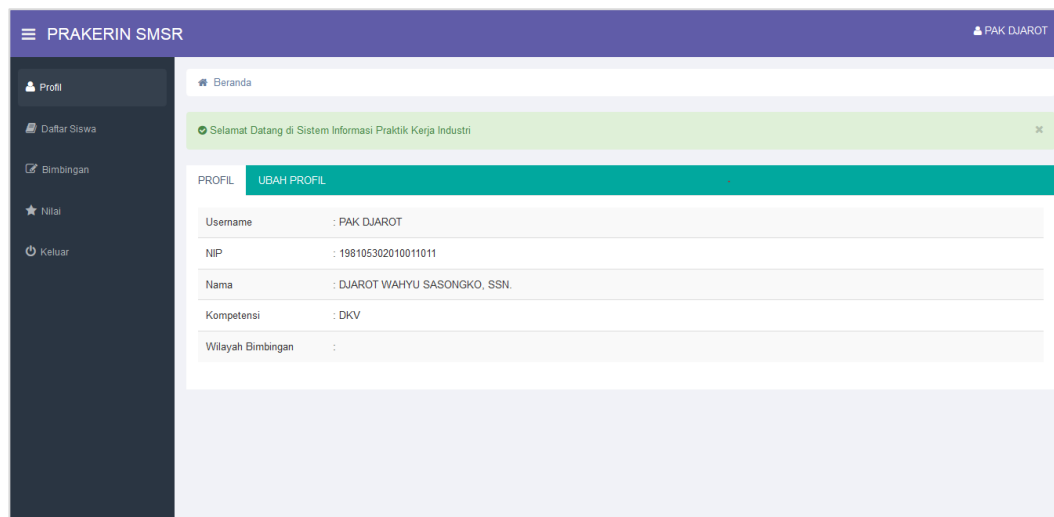 PRAKERIN SMSR
PAK DJAROT
Profil
Daftar Siswa
Bimbingan
Nilai
Keluar
Beranda
Selamat Datang di Sistem Informasi Praktik Kerja Industri
×
PROFIL UBAH PROFIL
Username : PAK DJAROT
NIP : 198105302010011011
Nama : DJAROT WAHYU SASONGKO, SSN.
Kompetensi : DKV
Wilayah Bimbingan :